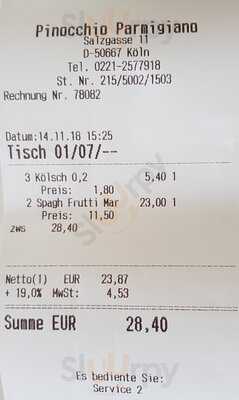 Pinocchio Parmigiano
Salzgasse 11
D-50667 Köln
Tel. 0221-2577918
St. Nr. 215/5002/1503
Rechnung Nr. 78082
Datum:14.11.18 15:25
Tisch 01/07/--
3 Kölsch 0,2 5,40 1
Preis: 1,80
2 Spagh Frutti Mar 23,00 1
Preis: 11,50
zws 28,40
Netto(1) EUR 23,87
+ 19,0% MwSt: 4,53
Summe EUR 28,40
Es bediente Sie:
Service 2